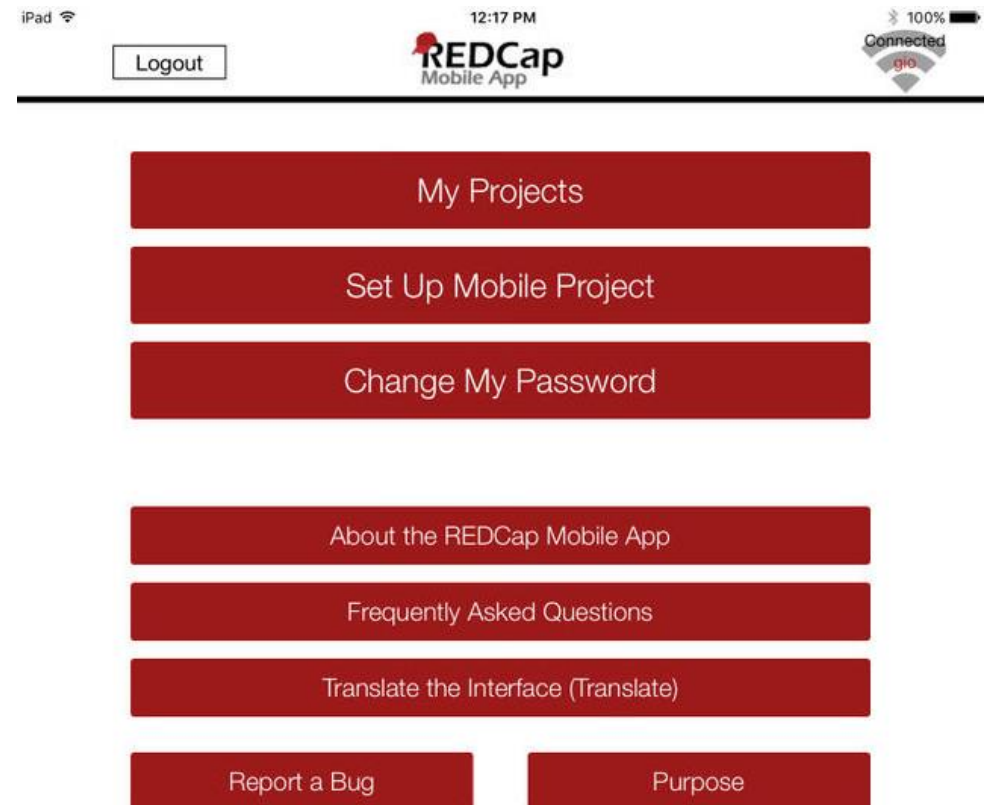 iPad 12:17 PM 100%
Logout REDCap Connected
Mobile App gio
My Projects
Set Up Mobile Project
Change My Password
About the REDCap Mobile App
Frequently Asked Questions
Translate the Interface (Translate)
Report a Bug Purpose